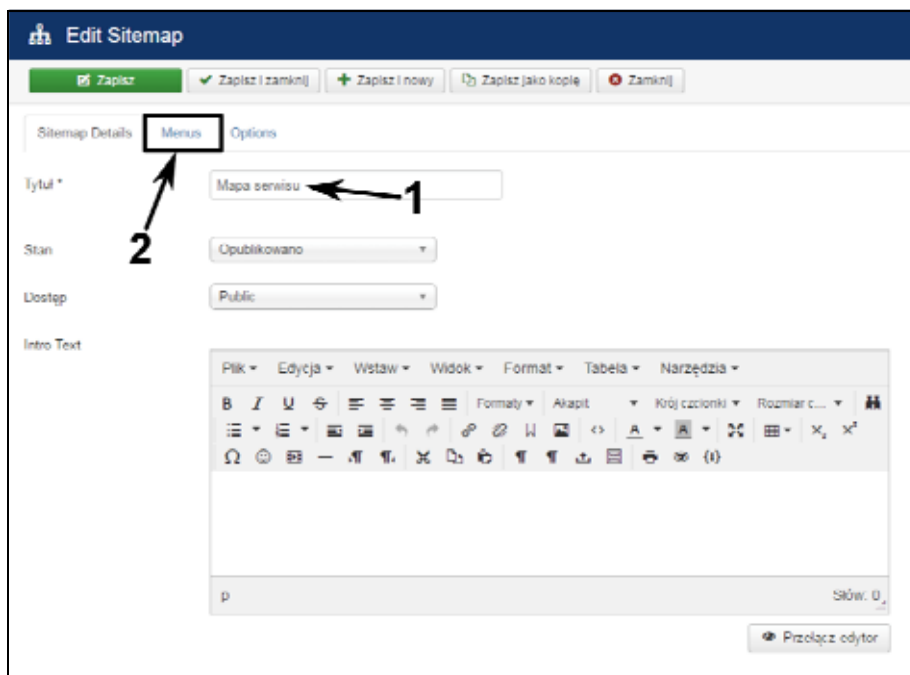 Edit Sitemap
Zapisz Zapisz i zamknij Zapisz i nowy Zapisz jako kopię Zamknij
Sitemap Details Menus Options
Tytuł * Mapa serwisu 1
2
Stan Opublikowano
Dostęp Public
Intro Text
Plik Edycja Wstaw Widok Format Tabela Narzędzia
B I U S Formaty Akapit Krój czcionki Rozmiar c...
A A
p Słów: 0
Przełącz edytor